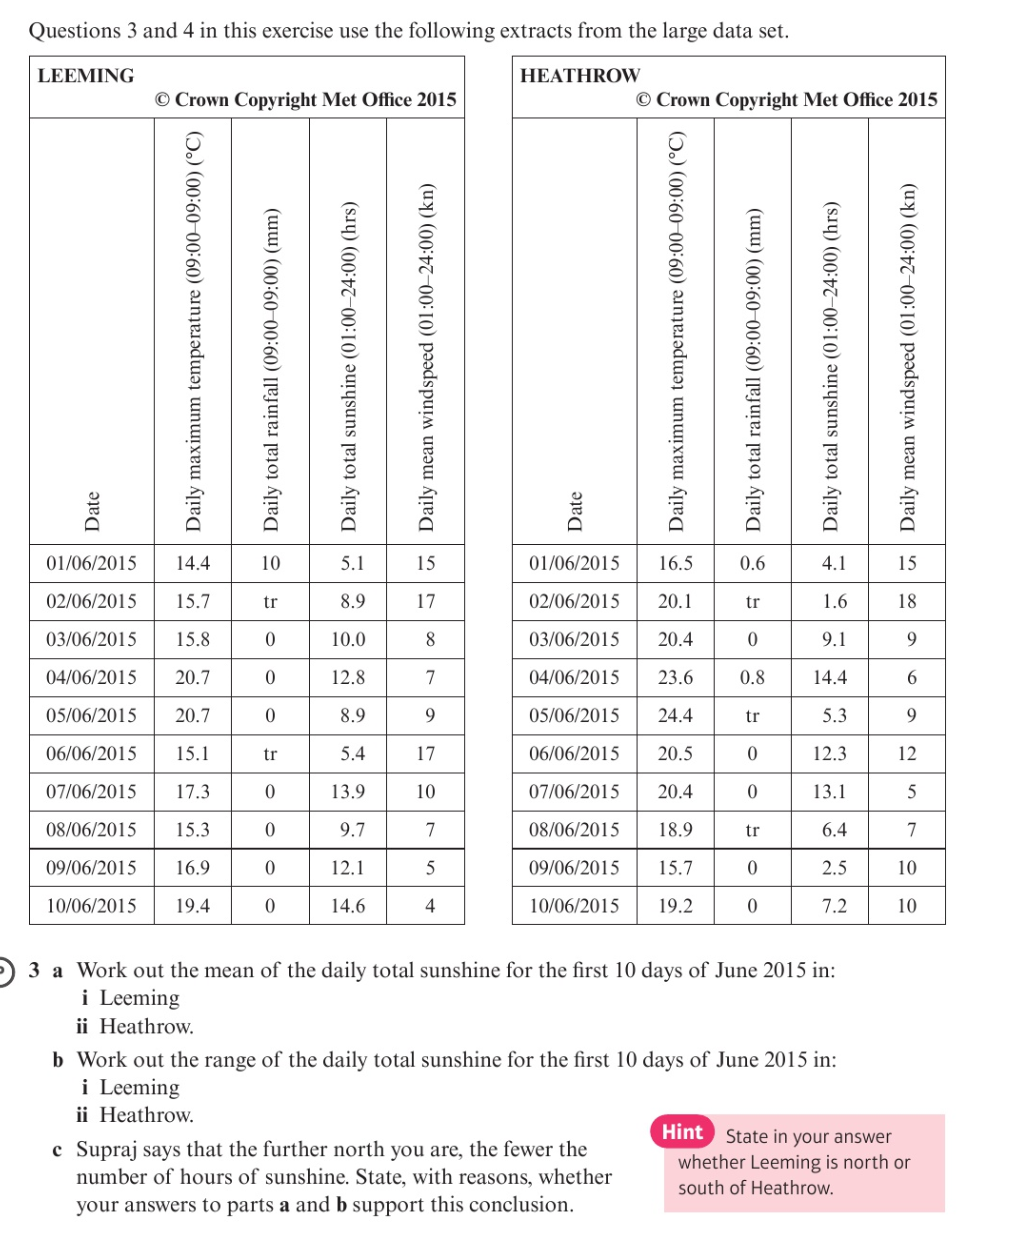 Questions 3 and 4 in this exercise use the following extracts from the large data set.
LEEMING
© Crown Copyright Met Office 2015
Date
Daily maximum temperature (09:00–09:00) (°C)
Daily total rainfall (09:00–09:00) (mm)
Daily total sunshine (01:00–24:00) (hrs)
Daily mean windspeed (01:00–24:00) (kn)
01/06/2015 14.4 10 5.1 15
02/06/2015 15.7 tr 8.9 17
03/06/2015 15.8 0 10.0 8
04/06/2015 20.7 0 12.8 7
05/06/2015 20.7 0 8.9 9
06/06/2015 15.1 tr 5.4 17
07/06/2015 17.3 0 13.9 10
08/06/2015 15.3 0 9.7 7
09/06/2015 16.9 0 12.1 5
10/06/2015 19.4 0 14.6 4
HEATHROW
© Crown Copyright Met Office 2015
Date
Daily maximum temperature (09:00–09:00) (°C)
Daily total rainfall (09:00–09:00) (mm)
Daily total sunshine (01:00–24:00) (hrs)
Daily mean windspeed (01:00–24:00) (kn)
01/06/2015 16.5 0.6 4.1 15
02/06/2015 20.1 tr 1.6 18
03/06/2015 20.4 0 9.1 9
04/06/2015 23.6 0.8 14.4 6
05/06/2015 24.4 tr 5.3 9
06/06/2015 20.5 0 12.3 12
07/06/2015 20.4 0 13.1 5
08/06/2015 18.9 tr 6.4 7
09/06/2015 15.7 0 2.5 10
10/06/2015 19.2 0 7.2 10
3 a Work out the mean of the daily total sunshine for the first 10 days of June 2015 in:
i Leeming
ii Heathrow.
b Work out the range of the daily total sunshine for the first 10 days of June 2015 in:
i Leeming
ii Heathrow.
c Supraj says that the further north you are, the fewer the
number of hours of sunshine. State, with reasons, whether
your answers to parts a and b support this conclusion.
Hint State in your answer
whether Leeming is north or
south of Heathrow.